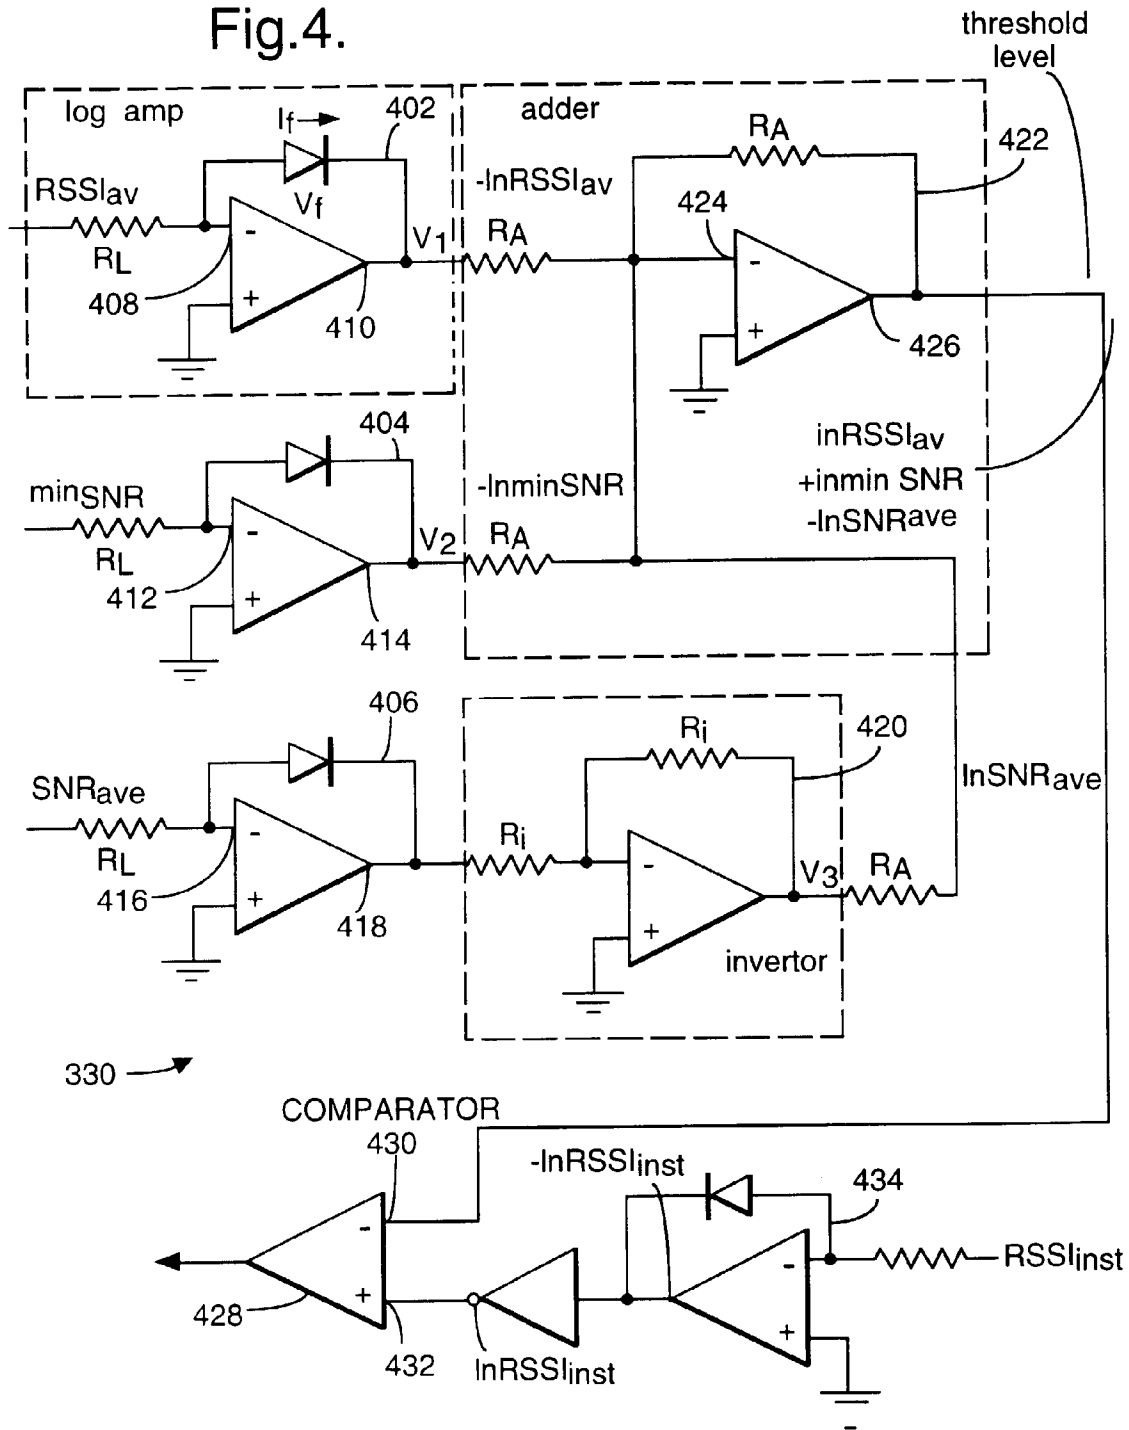 Fig.4.
threshold
level
log amp
If
402
adder
RA
422
RSSIav
Vf
-lnRSSIav
424
-
RL
408
+
410
V1
RA
-
+
426
404
inRSSIav
+inmin SNR
-lnSNRave
minSNR
-lnminSNR
-
RL
412
+
414
V2
RA
406
Ri
420
lnSNRave
SNRave
-
RL
416
+
418
Ri
-
+
V3
RA
invertor
330
COMPARATOR
430
-lnRSSIinst
434
-
-
RSSIinst
428
+
432
lnRSSIinst
+